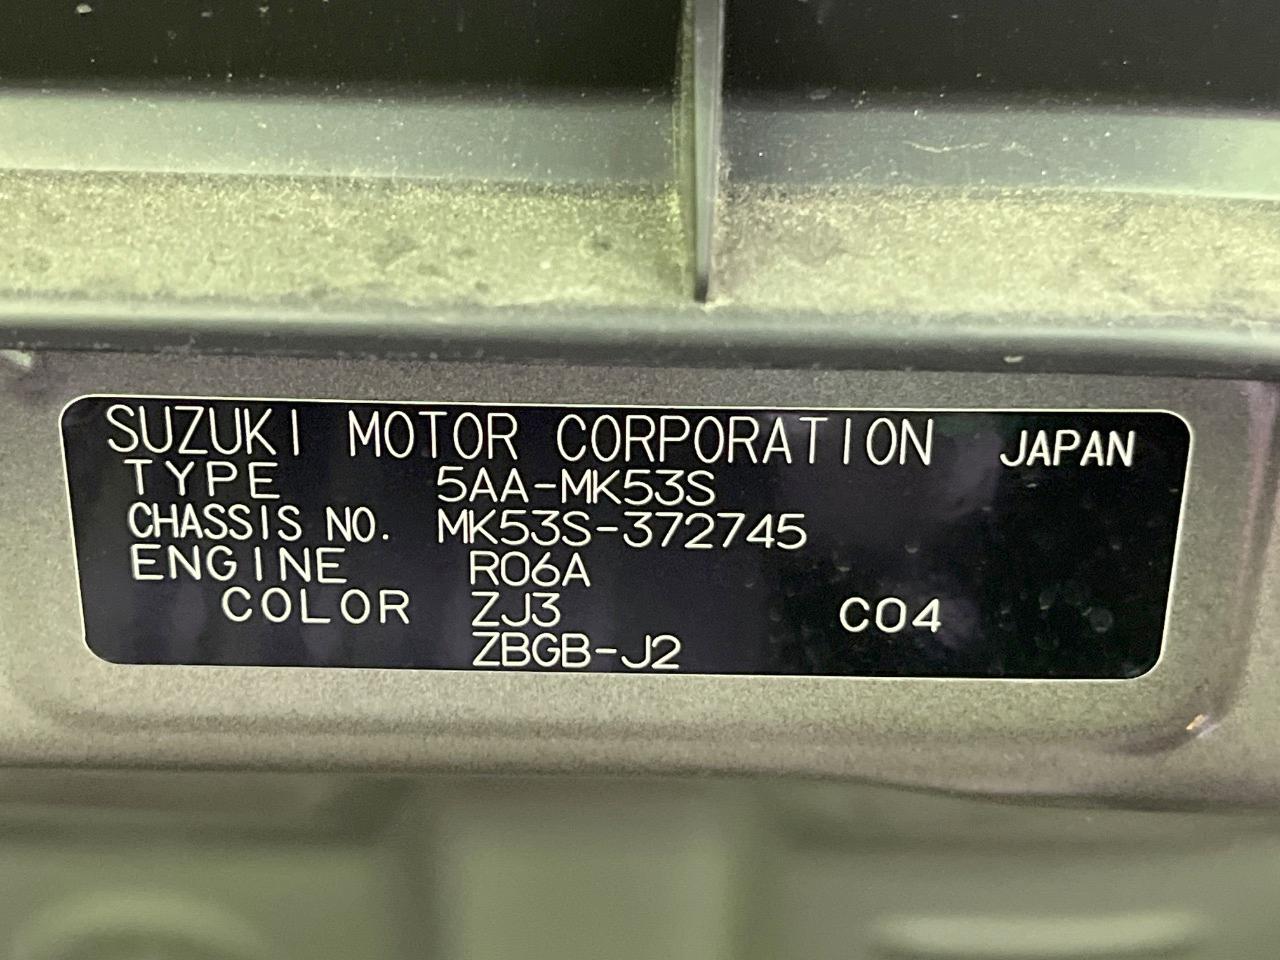 SUZUKI MOTOR CORPORATION JAPAN
TYPE 5AA-MK53S
CHASSIS NO. MK53S-372745
ENGINE R06A
COLOR ZJ3 C04
ZBGB-J2